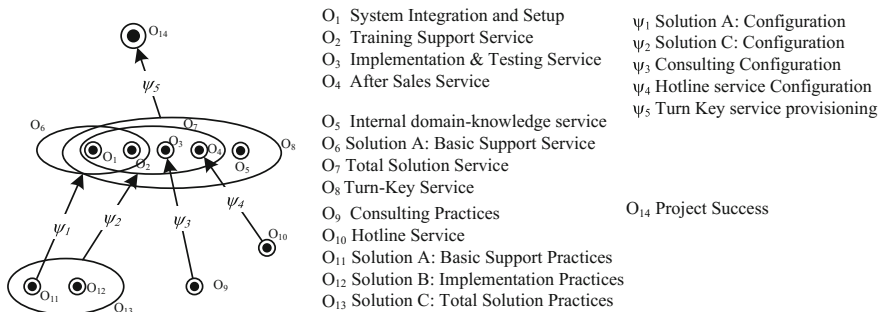 O14
ψ5
O6
O7
O8
O1
O2
O3
O4
O5
ψ1
ψ2
ψ3
ψ4
O10
O11
O12
O9
O13
O1 System Integration and Setup
O2 Training Support Service
O3 Implementation & Testing Service
O4 After Sales Service
O5 Internal domain-knowledge service
O6 Solution A: Basic Support Service
O7 Total Solution Service
O8 Turn-Key Service
O9 Consulting Practices
O10 Hotline Service
O11 Solution A: Basic Support Practices
O12 Solution B: Implementation Practices
O13 Solution C: Total Solution Practices
ψ1 Solution A: Configuration
ψ2 Solution C: Configuration
ψ3 Consulting Configuration
ψ4 Hotline service Configuration
ψ5 Turn Key service provisioning
O14 Project Success